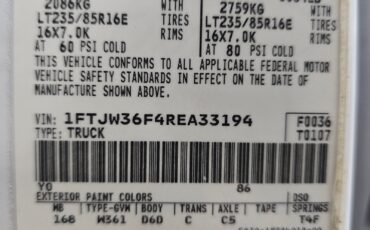 2086KG WITH 2759KG WITH
LT235/85R16E TIRES LT235/85R16E TIRES
16X7.0K RIMS 16X7.0K RIMS
AT 60 PSI COLD AT 80 PSI COLD
THIS VEHICLE CONFORMS TO ALL APPLICABLE FEDERAL MOTOR
VEHICLE SAFETY STANDARDS IN EFFECT ON THE DATE OF
MANUFACTURE SHOWN ABOVE.
VIN: 1FTJW36F4REA33194 F0036
TYPE: TRUCK T0107
YO 86
EXTERIOR PAINT COLORS DSO
WB TYPE-GVW BODY TRANS AXLE TAPE SPRINGS
168 W361 D6D C C5 T4F